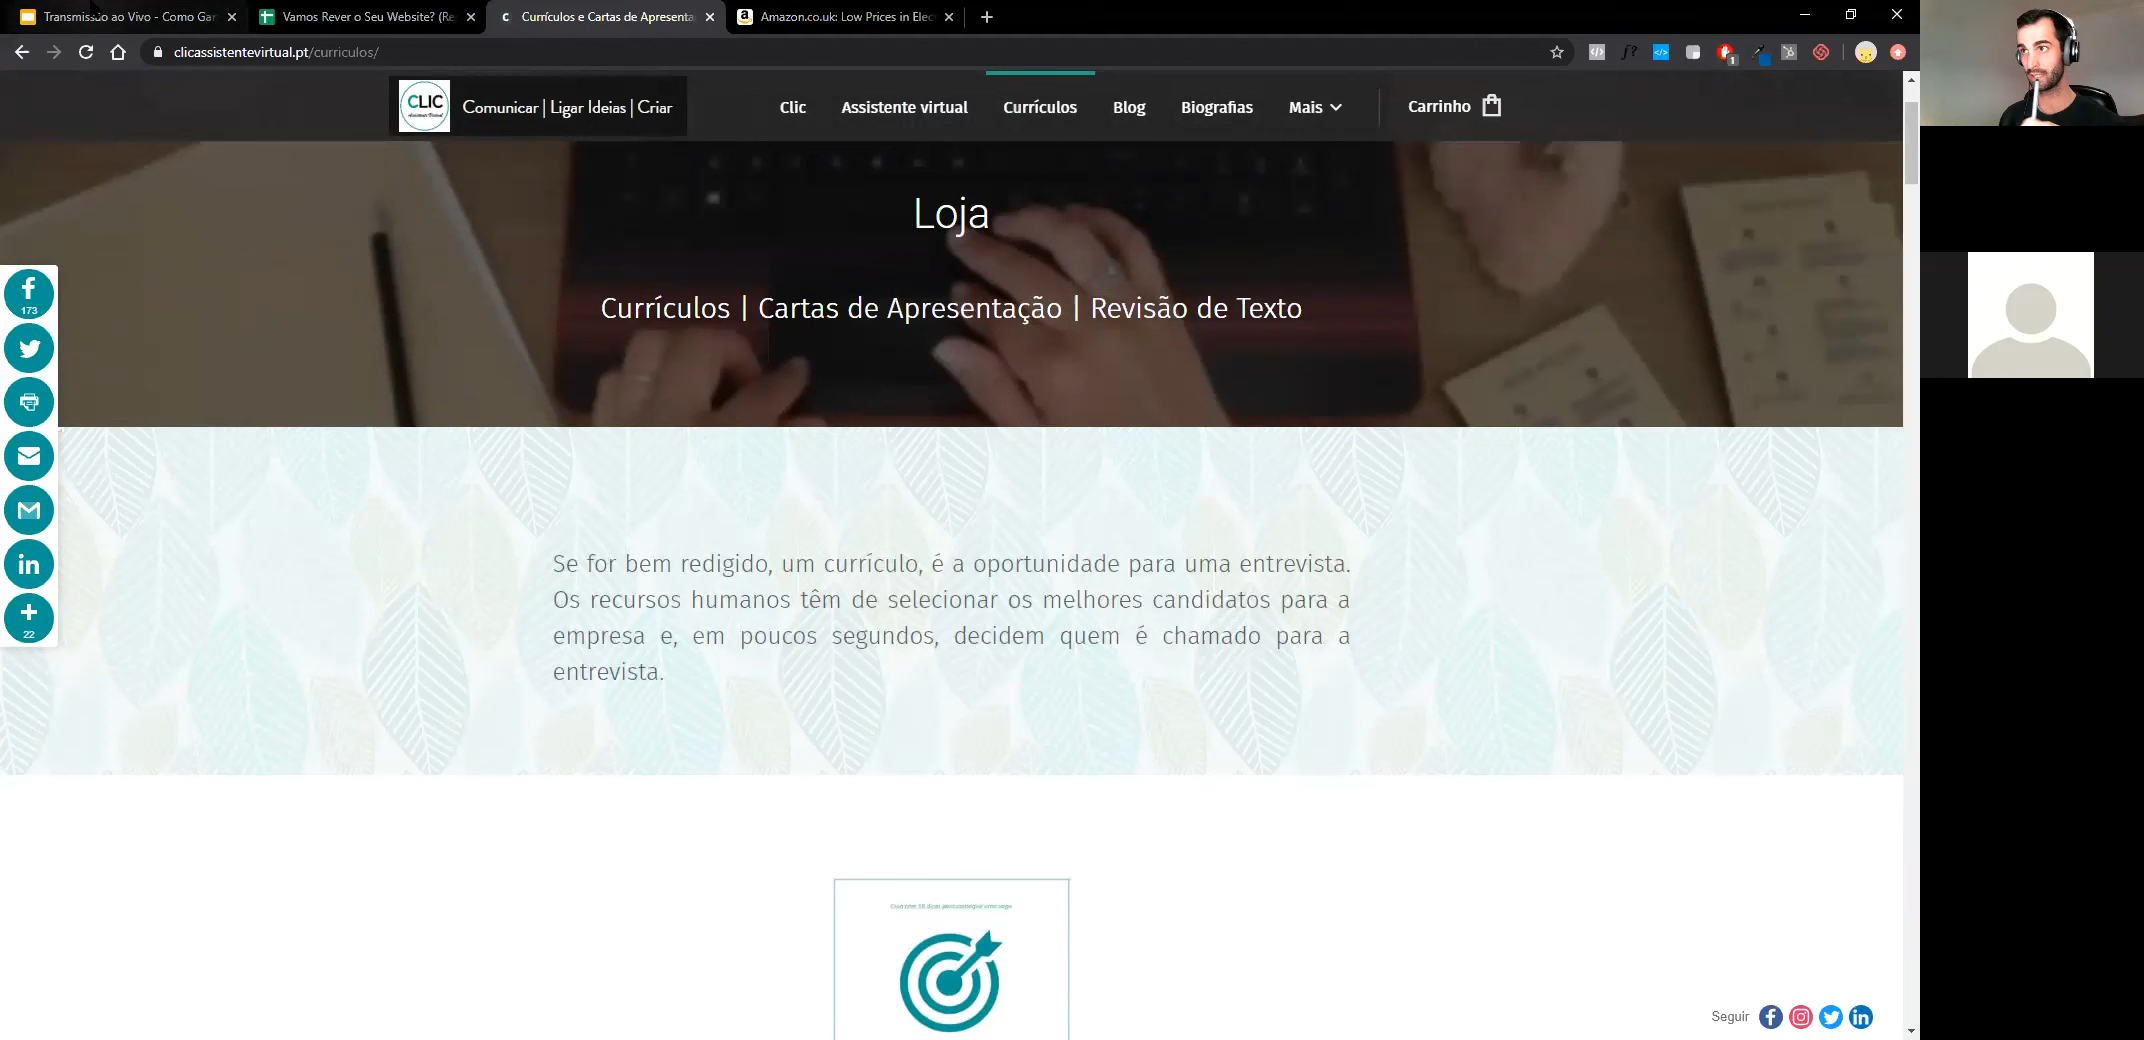 Transmissão ao Vivo - Como Gar
Vamos Rever o Seu Website? (Re
Currículos e Cartas de Apresenta
Amazon.co.uk: Low Prices in Elec
clicassistentevirtual.pt/curriculos/
1
CLIC
Assistente Virtual
Comunicar | Ligar Ideias | Criar
Clic
Assistente virtual
Currículos
Blog
Biografias
Mais
Carrinho
Loja
Currículos | Cartas de Apresentação | Revisão de Texto
173
22
Se for bem redigido, um currículo, é a oportunidade para uma entrevista.
Os recursos humanos têm de selecionar os melhores candidatos para a
empresa e, em poucos segundos, decidem quem é chamado para a
entrevista.
Seguir